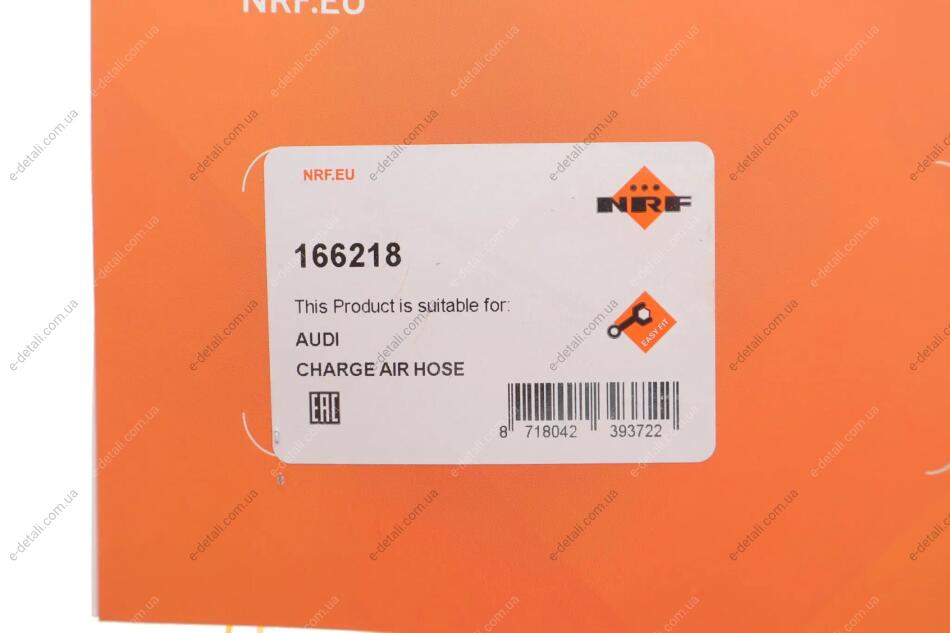 NRF.EU
NRF.EU
NRF
166218
This Product is suitable for:
EASY FIT
AUDI
CHARGE AIR HOSE
EAC
8 718042 393722
e-detali.com.ua